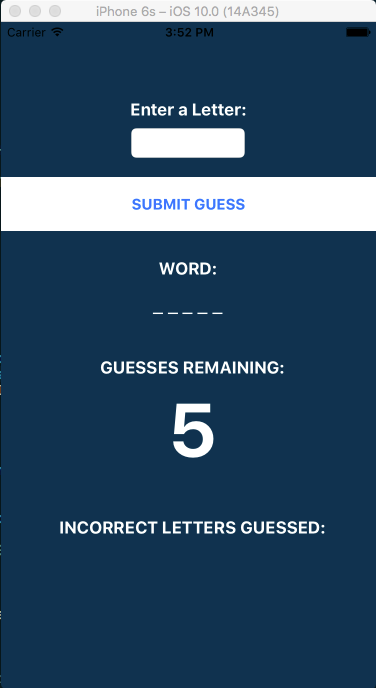 iPhone 6s – iOS 10.0 (14A345)
Carrier 3:52 PM
Enter a Letter:
SUBMIT GUESS
WORD:
_ _ _ _ _
GUESSES REMAINING:
5
INCORRECT LETTERS GUESSED: